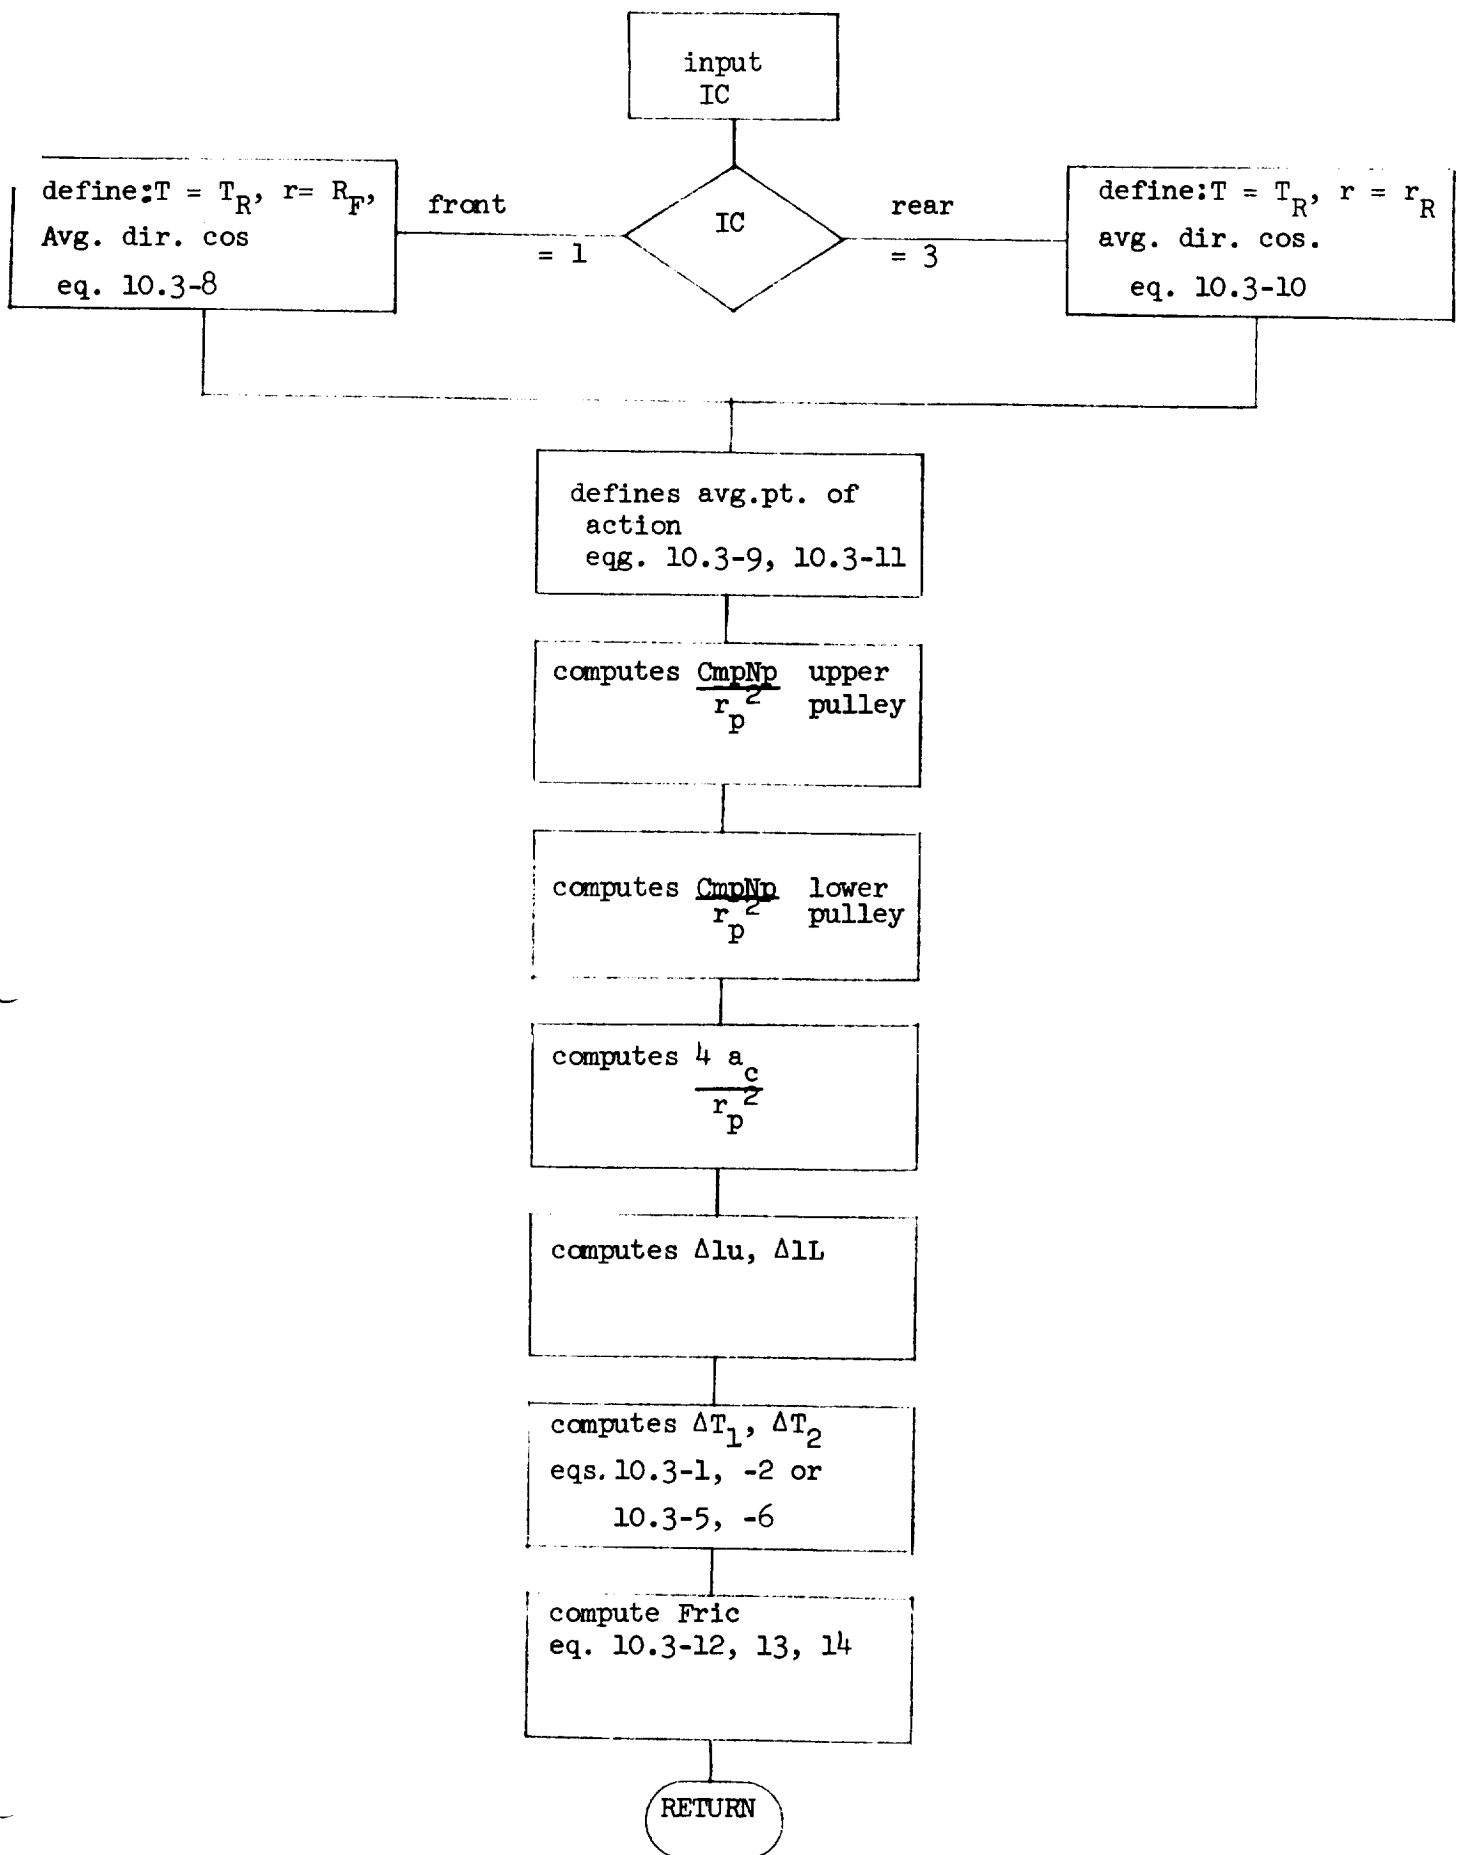 input
IC
IC
front
= 1
rear
= 3
define:T = T_R, r= R_F,
Avg. dir. cos
eq. 10.3-8
define:T = T_R, r = r_R
avg. dir. cos.
eq. 10.3-10
defines avg.pt. of
action
eqg. 10.3-9, 10.3-11
computes CmpNp upper
r_p^2 pulley
computes CmpNp lower
r_p^2 pulley
computes 4 a_c
r_p^2
computes Δlu, ΔlL
computes ΔT_1, ΔT_2
eqs. 10.3-1, -2 or
10.3-5, -6
compute Fric
eq. 10.3-12, 13, 14
RETURN